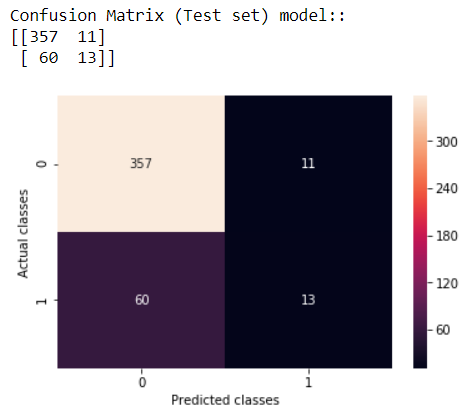 Confusion Matrix (Test set) model::
[[357  11]
 [ 60  13]]
357 11
60 13
0
1
Actual classes
0 1
Predicted classes
300
240
180
120
60